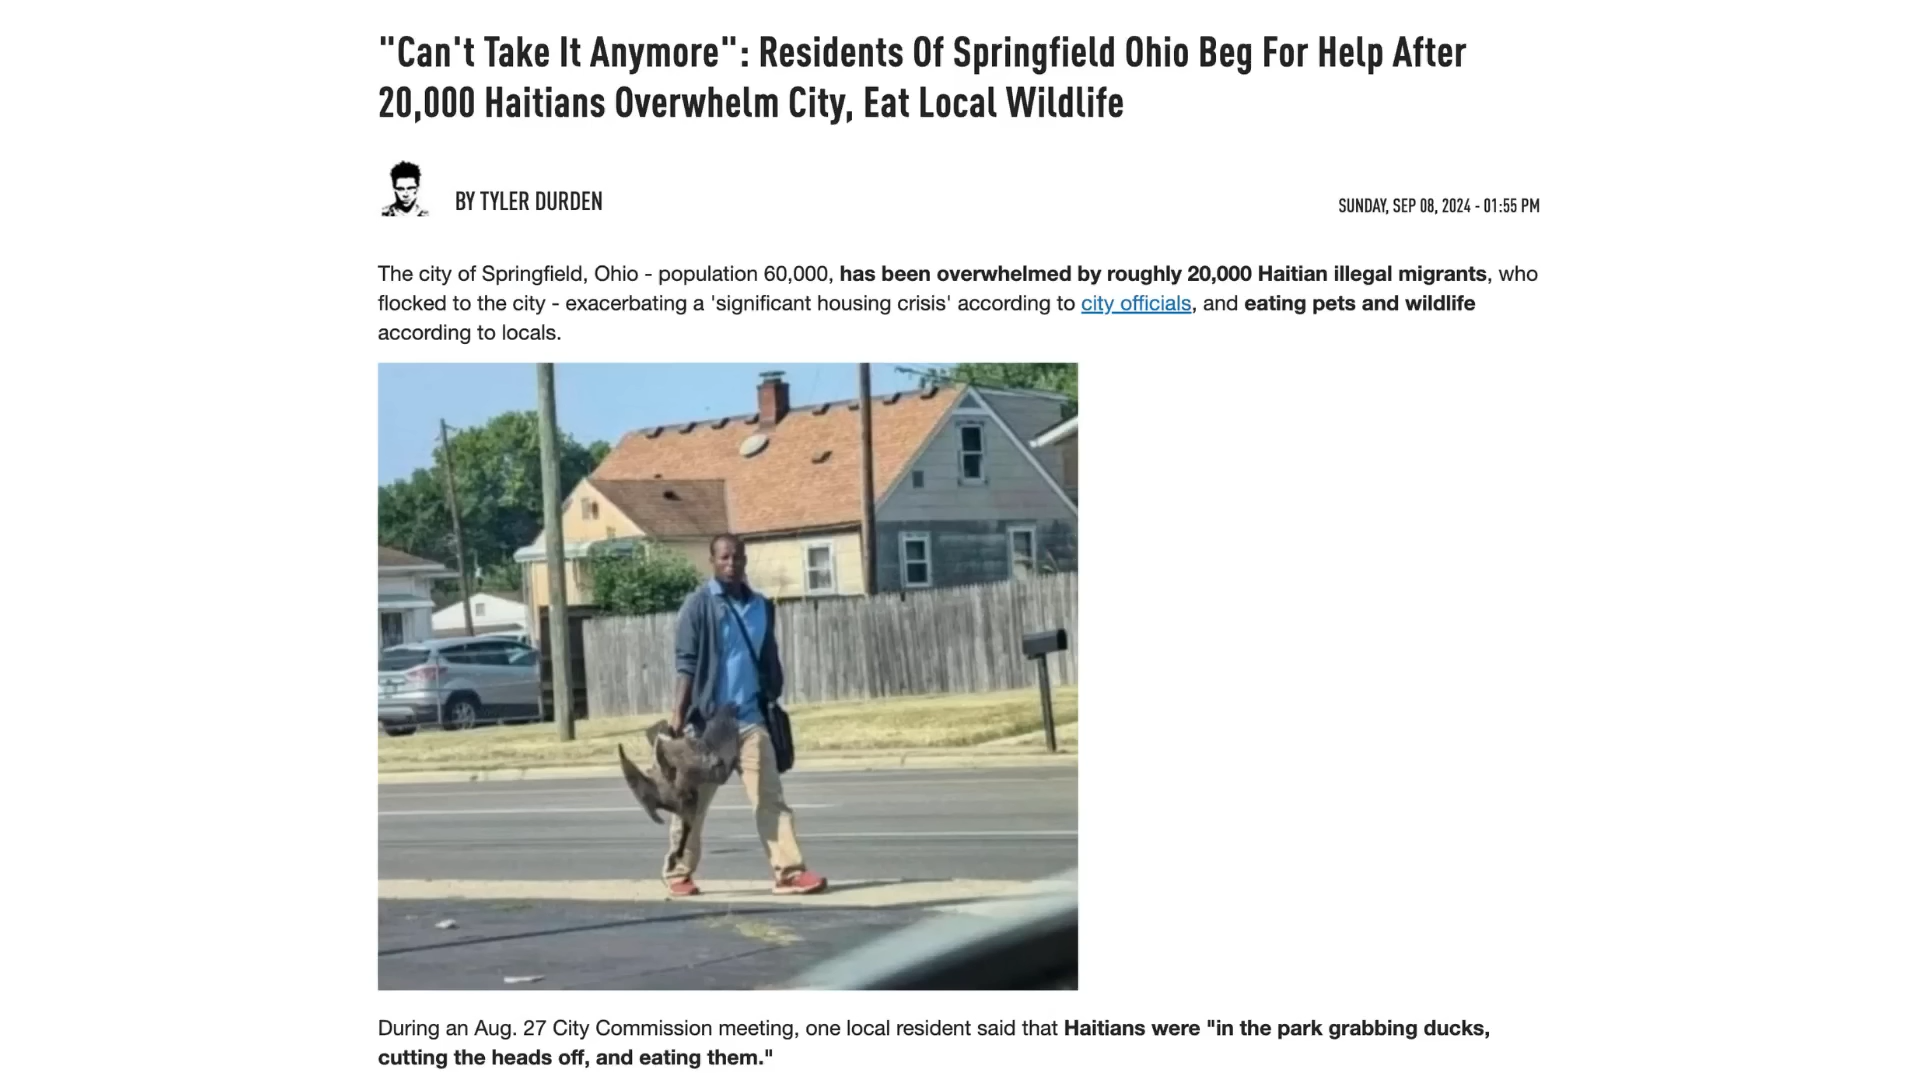 "Can't Take It Anymore": Residents Of Springfield Ohio Beg For Help After
20,000 Haitians Overwhelm City, Eat Local Wildlife
BY TYLER DURDEN
SUNDAY, SEP 08, 2024 - 01:55 PM
The city of Springfield, Ohio - population 60,000, has been overwhelmed by roughly 20,000 Haitian illegal migrants, who
flocked to the city - exacerbating a 'significant housing crisis' according to city officials, and eating pets and wildlife
according to locals.
During an Aug. 27 City Commission meeting, one local resident said that Haitians were "in the park grabbing ducks,
cutting the heads off, and eating them."